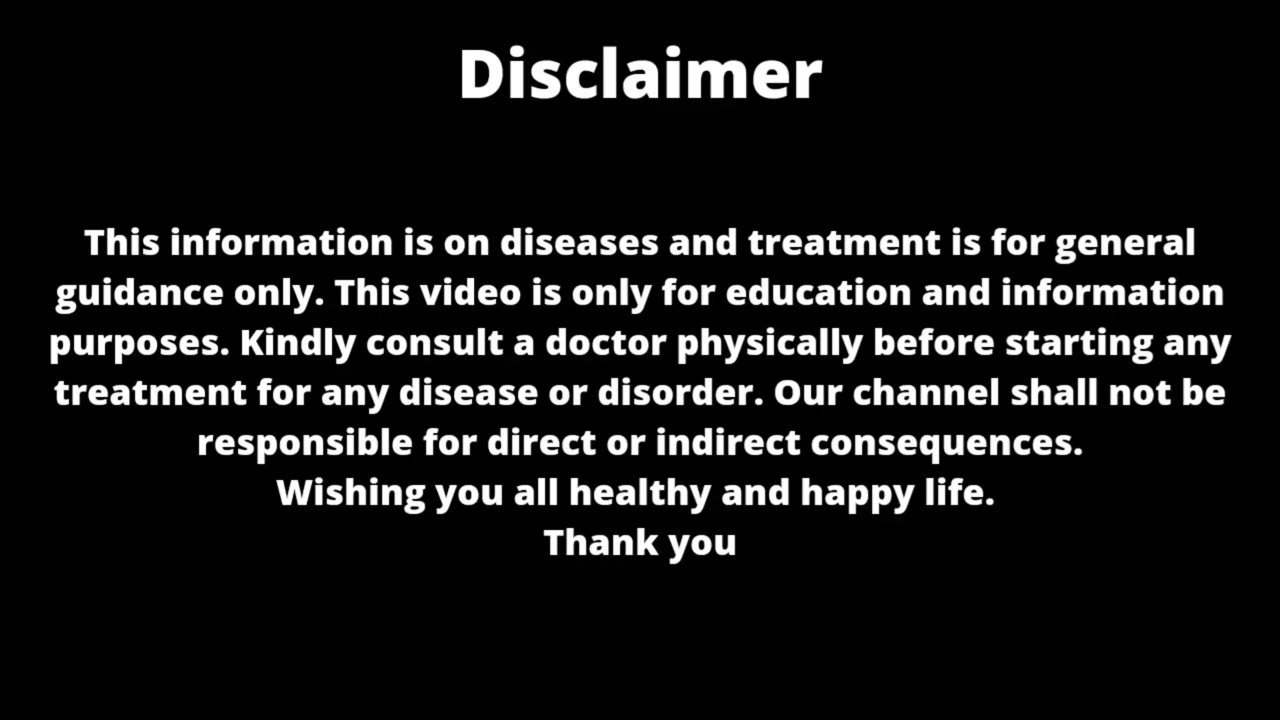 Disclaimer
This information is on diseases and treatment is for general
guidance only. This video is only for education and information
purposes. Kindly consult a doctor physically before starting any
treatment for any disease or disorder. Our channel shall not be
responsible for direct or indirect consequences.
Wishing you all healthy and happy life.
Thank you